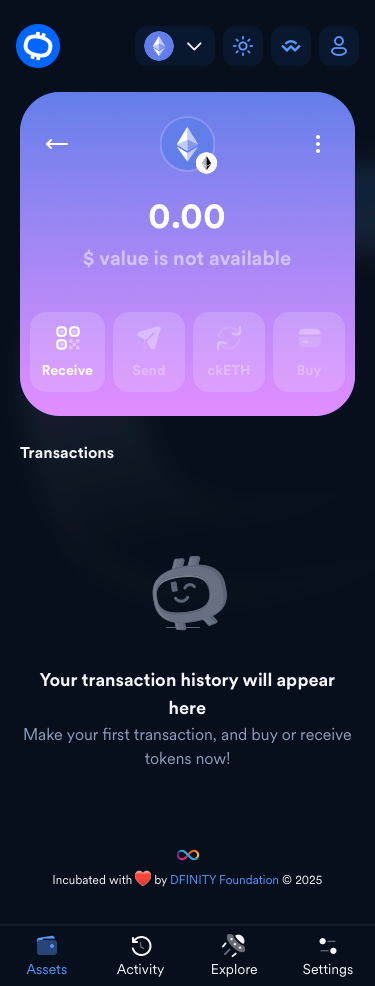 0.00
$ value is not available
Receive
Send
ckETH
Buy
Transactions
Your transaction history will appear
here
Make your first transaction, and buy or receive
tokens now!
Incubated with ❤️ by DFINITY Foundation © 2025
Assets
Activity
Explore
Settings